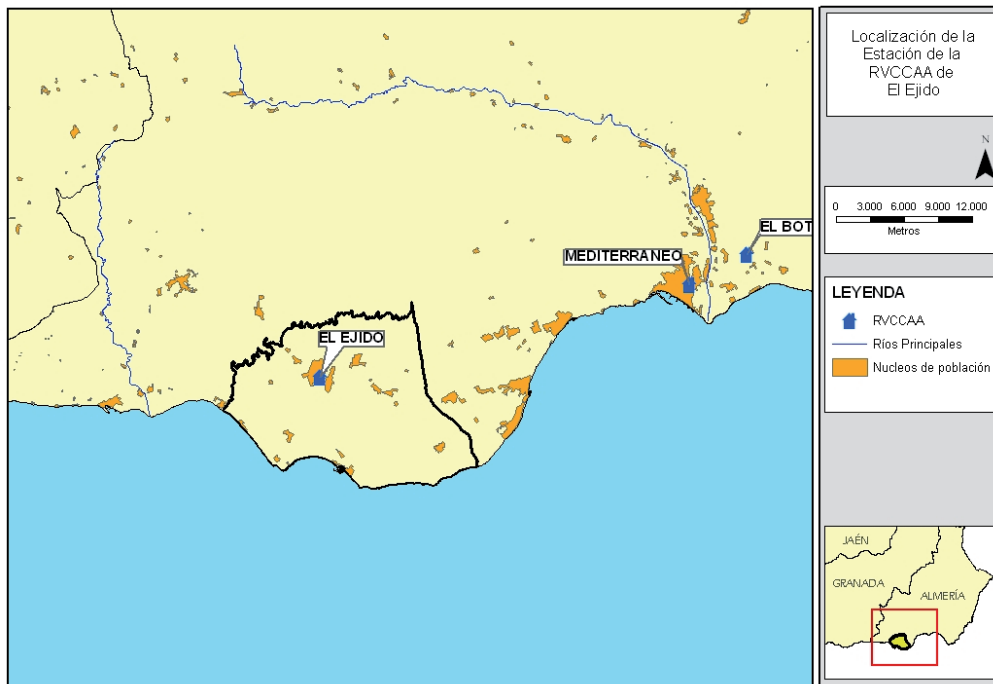 Localización de la
Estación de la
RVCCAA de
El Ejido
N
0 3.000 6.000 9.000 12.000
Metros
EL BOT
MEDITERRANEO
EL EJIDO
LEYENDA
RVCCAA
Ríos Principales
Nucleos de población
JAÉN
GRANADA
ALMERÍA